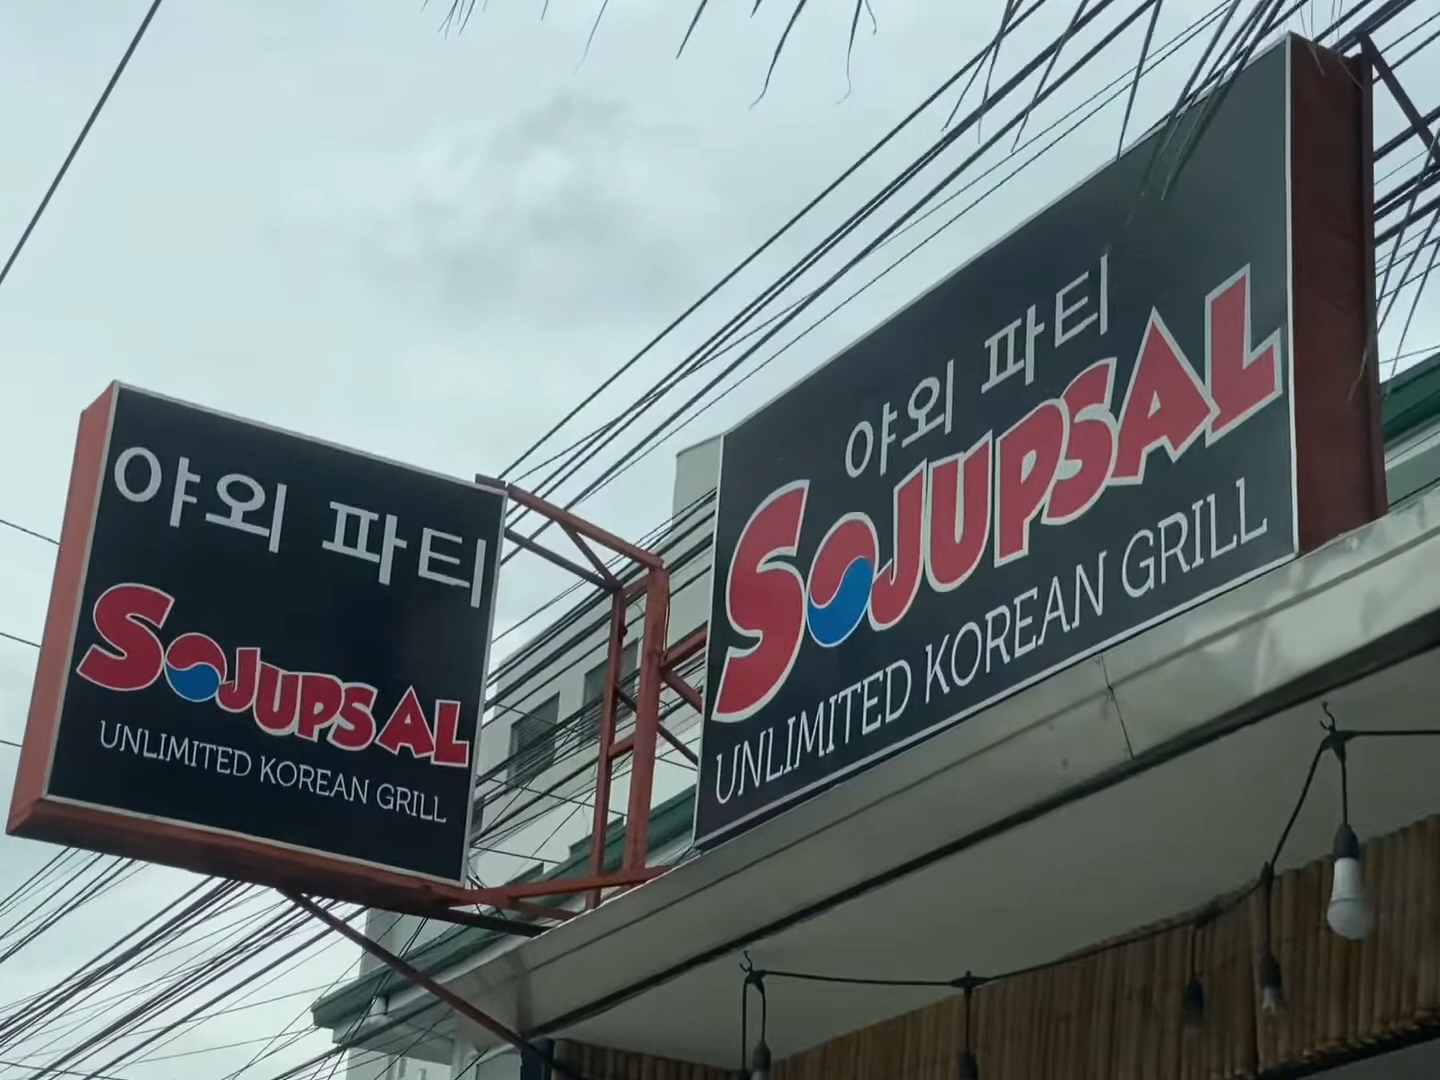 야외 파티
SOJUPSAL
UNLIMITED KOREAN GRILL
야외 파티
SOJUPSAL
UNLIMITED KOREAN GRILL